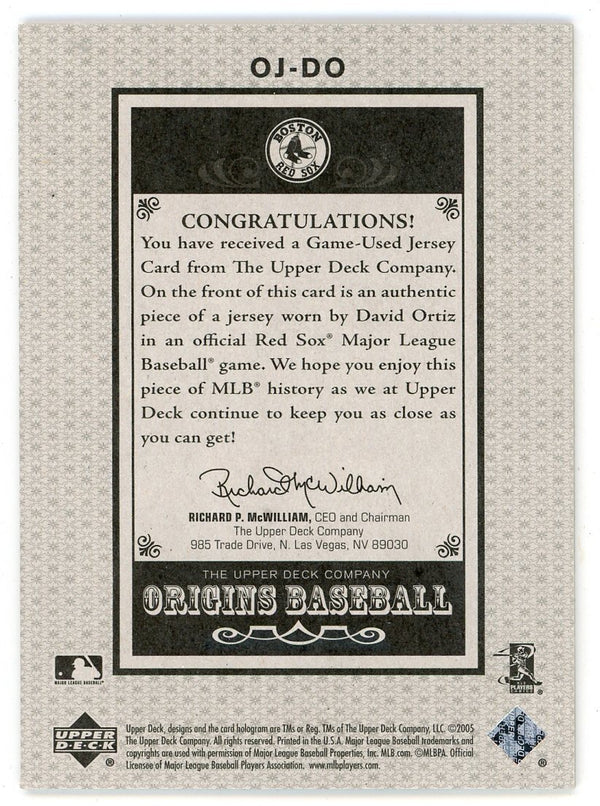 OJ-DO
BOSTON
RED SOX
CONGRATULATIONS!
You have received a Game-Used Jersey
Card from The Upper Deck Company.
On the front of this card is an authentic
piece of a jersey worn by David Ortiz
in an official Red Sox® Major League
Baseball® game. We hope you enjoy this
piece of MLB® history as we at Upper
Deck continue to keep you as close as
you can get!
Richard McWilliam
RICHARD P. McWILLIAM, CEO and Chairman
The Upper Deck Company
985 Trade Drive, N. Las Vegas, NV 89030
THE UPPER DECK COMPANY
ORIGINS BASEBALL
MAJOR LEAGUE BASEBALL®
PLAYERS ®
UPPER
DECK ®
Upper Deck, designs and the card hologram are TMs or Reg. TMs of The Upper Deck Company, LLC. ©2005
The Upper Deck Company. All rights reserved. Printed in the U.S.A. Major League Baseball trademarks and
copyrights are used with permission of Major League Baseball Properties, Inc. MLB.com. ©MLBPA. Official
Licensee of Major League Baseball Players Association. www.mlbplayers.com
®